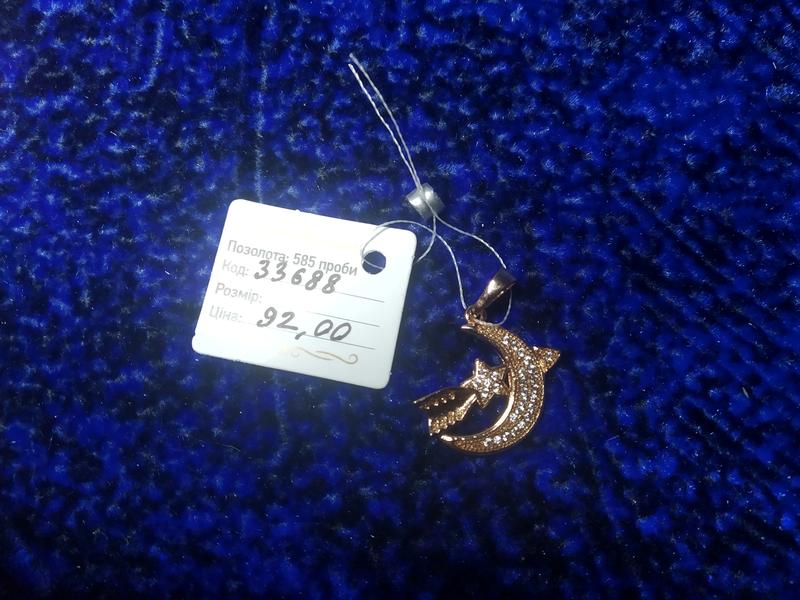 Позолота: 585 проби
Код: 33688
Розмір:
Ціна: 92,00